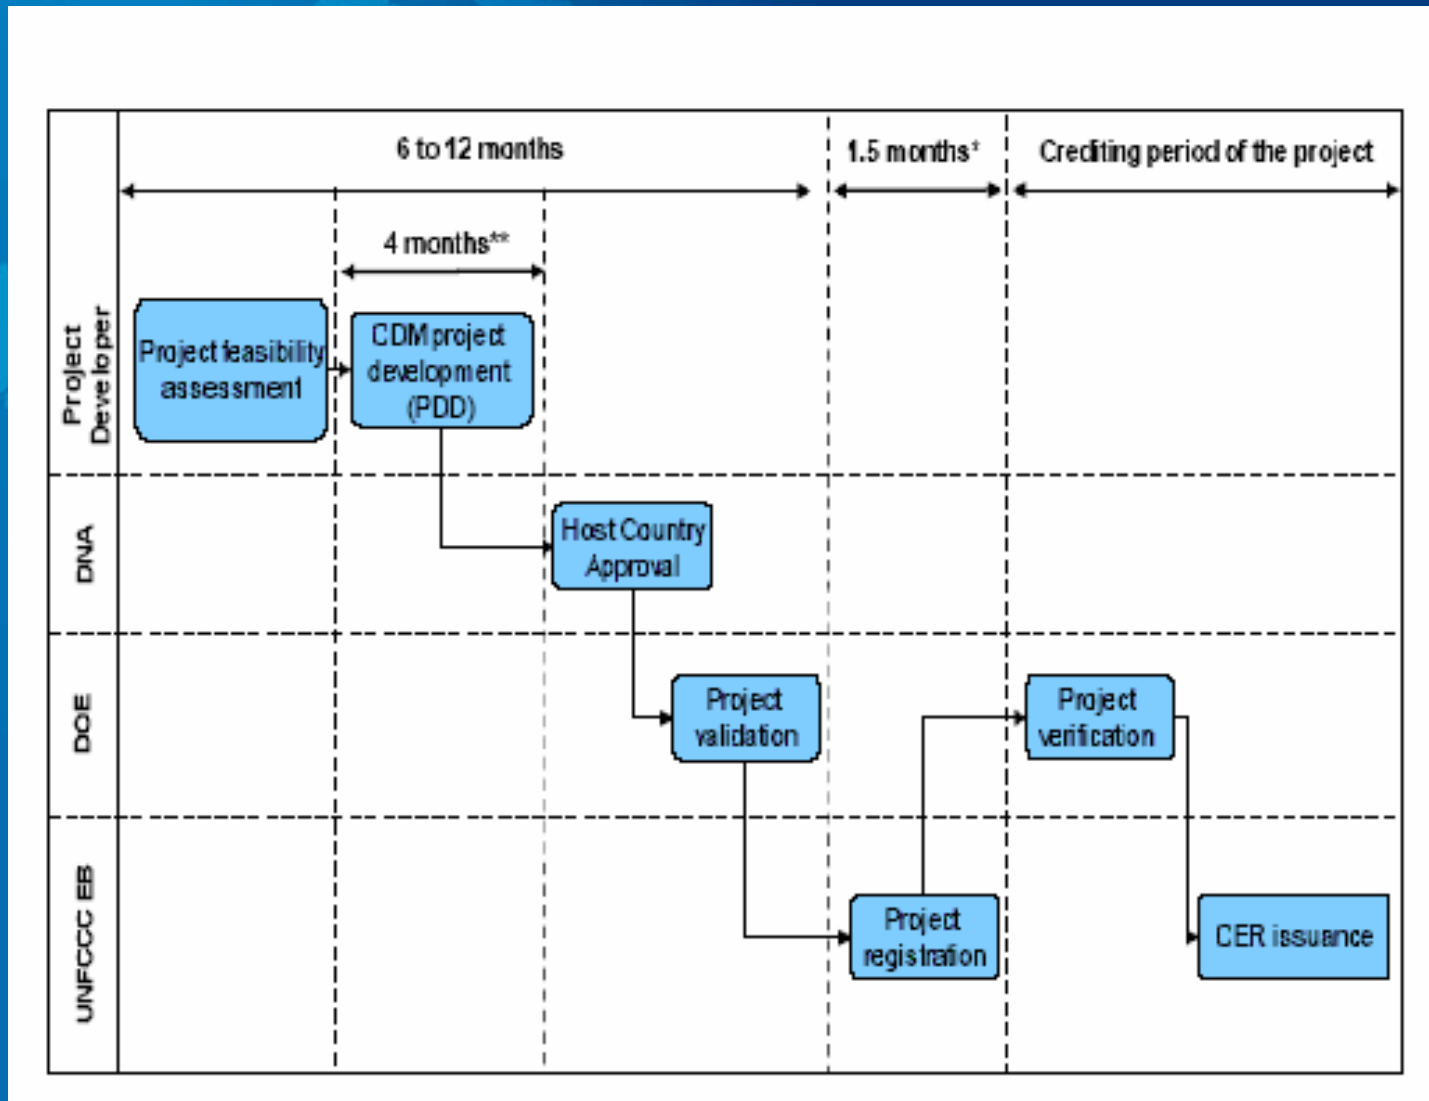 6 to 12 months
1.5 months*
Crediting period of the project
4 months**
Project
Developer
Project feasibility
assessment
CDM project
development
(PDD)
DNA
Host Country
Approval
DOE
Project
validation
Project
verification
UNFCCC EB
Project
registration
CER issuance